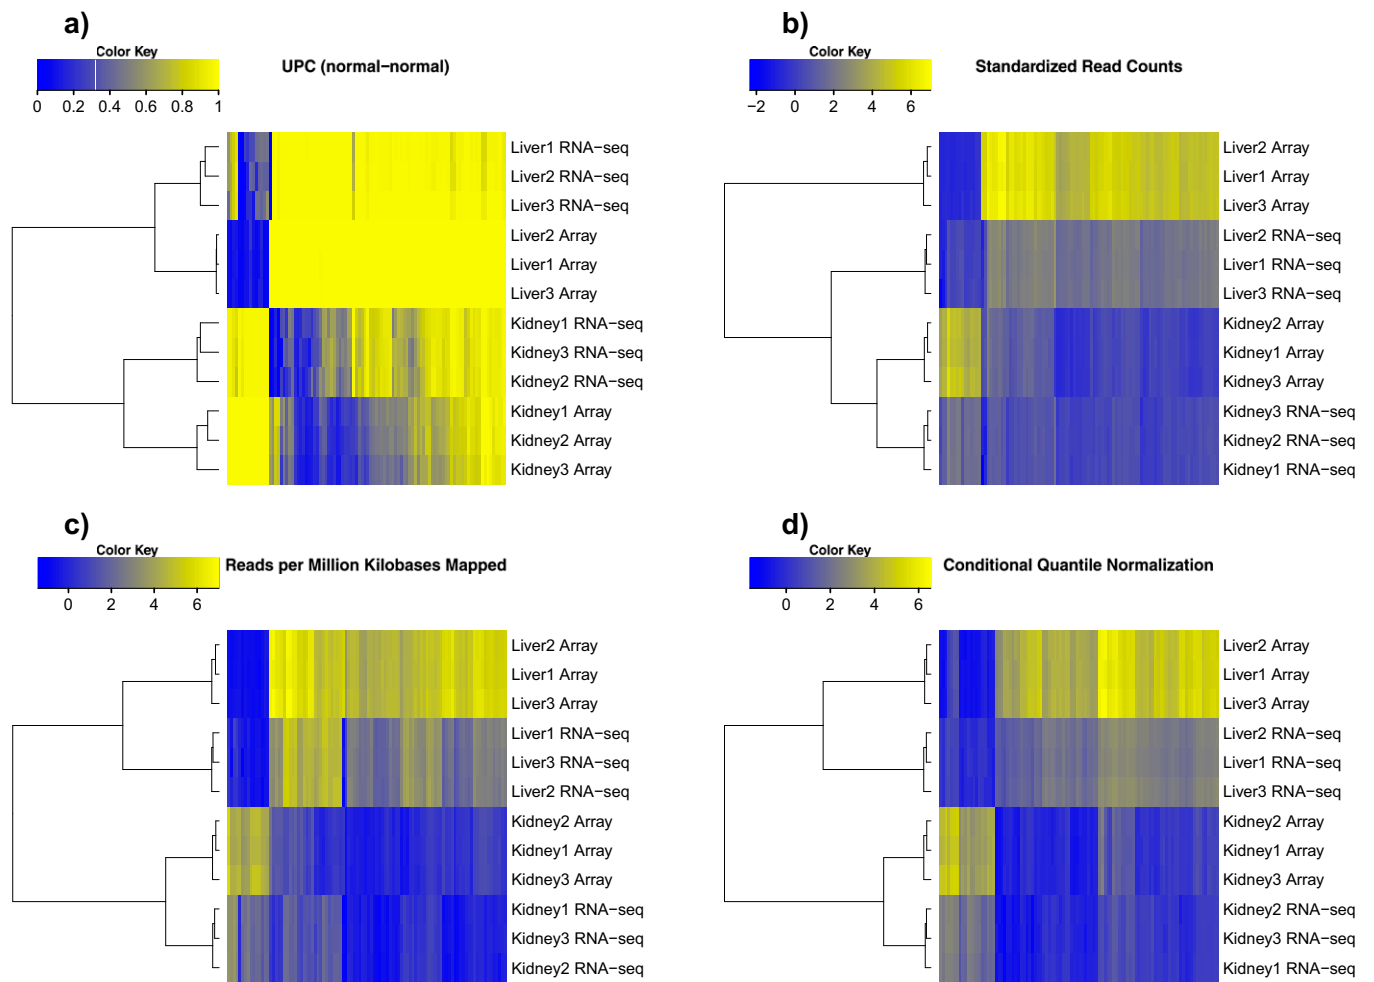 a)
Color Key
UPC (normal−normal)
0 0.2 0.4 0.6 0.8 1
Liver1 RNA−seq
Liver2 RNA−seq
Liver3 RNA−seq
Liver2 Array
Liver1 Array
Liver3 Array
Kidney1 RNA−seq
Kidney3 RNA−seq
Kidney2 RNA−seq
Kidney1 Array
Kidney2 Array
Kidney3 Array
b)
Color Key
Standardized Read Counts
−2 0 2 4 6
Liver2 Array
Liver1 Array
Liver3 Array
Liver2 RNA−seq
Liver1 RNA−seq
Liver3 RNA−seq
Kidney2 Array
Kidney1 Array
Kidney3 Array
Kidney3 RNA−seq
Kidney2 RNA−seq
Kidney1 RNA−seq
c)
Color Key
Reads per Million Kilobases Mapped
0 2 4 6
Liver2 Array
Liver1 Array
Liver3 Array
Liver1 RNA−seq
Liver3 RNA−seq
Liver2 RNA−seq
Kidney2 Array
Kidney1 Array
Kidney3 Array
Kidney1 RNA−seq
Kidney3 RNA−seq
Kidney2 RNA−seq
d)
Color Key
Conditional Quantile Normalization
0 2 4 6
Liver2 Array
Liver1 Array
Liver3 Array
Liver2 RNA−seq
Liver1 RNA−seq
Liver3 RNA−seq
Kidney2 Array
Kidney1 Array
Kidney3 Array
Kidney2 RNA−seq
Kidney3 RNA−seq
Kidney1 RNA−seq